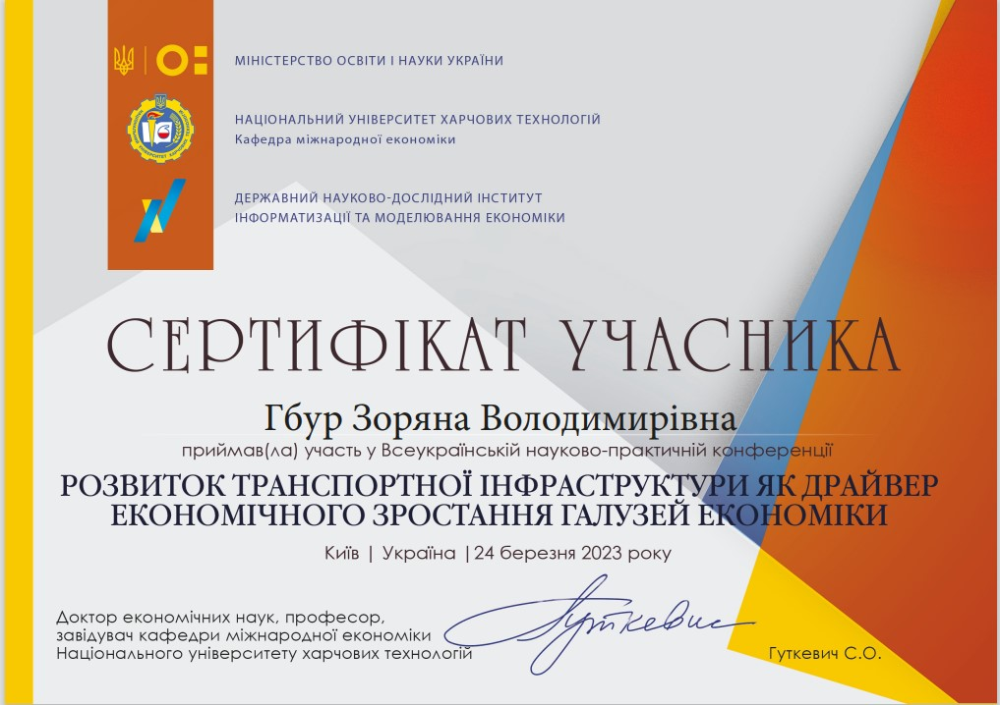 МІНІСТЕРСТВО ОСВІТИ І НАУКИ УКРАЇНИ
НАЦІОНАЛЬНИЙ УНІВЕРСИТЕТ ХАРЧОВИХ ТЕХНОЛОГІЙ
Кафедра міжнародної економіки
ДЕРЖАВНИЙ НАУКОВО-ДОСЛІДНИЙ ІНСТИТУТ
ІНФОРМАТИЗАЦІЇ ТА МОДЕЛЮВАННЯ ЕКОНОМІКИ
СЕРТИФІКАТ УЧАСНИКА
Гбур Зоряна Володимирівна
приймав(ла) участь у Всеукраїнській науково-практичній конференції
РОЗВИТОК ТРАНСПОРТНОЇ ІНФРАСТРУКТУРИ ЯК ДРАЙВЕР
ЕКОНОМІЧНОГО ЗРОСТАННЯ ГАЛУЗЕЙ ЕКОНОМІКИ
Київ | Україна |24 березня 2023 року
Доктор економічних наук, професор,
завідувач кафедри міжнародної економіки
Національного університету харчових технологій
Гуткевич С.О.